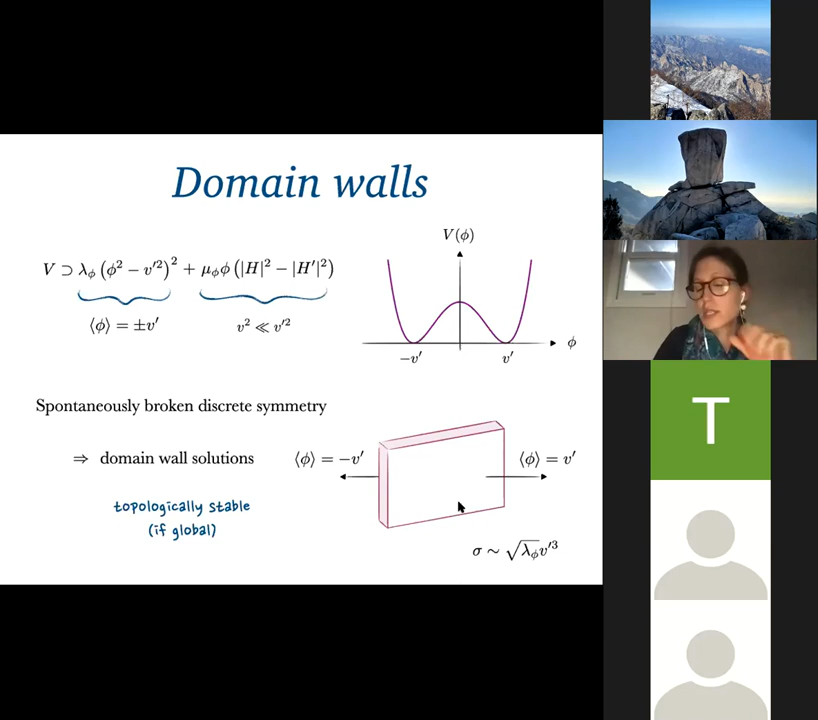 Domain walls
V ⊃ λ_ϕ (ϕ² − v′²)² + μ_ϕ ϕ (|H|² − |H′|²)
⟨ϕ⟩ = ±v′
v² ≪ v′²
V(ϕ)
ϕ
−v′
v′
Spontaneously broken discrete symmetry
⇒ domain wall solutions
topologically stable
(if global)
⟨ϕ⟩ = −v′
⟨ϕ⟩ = v′
σ ∼ √λ_ϕ v′³
T